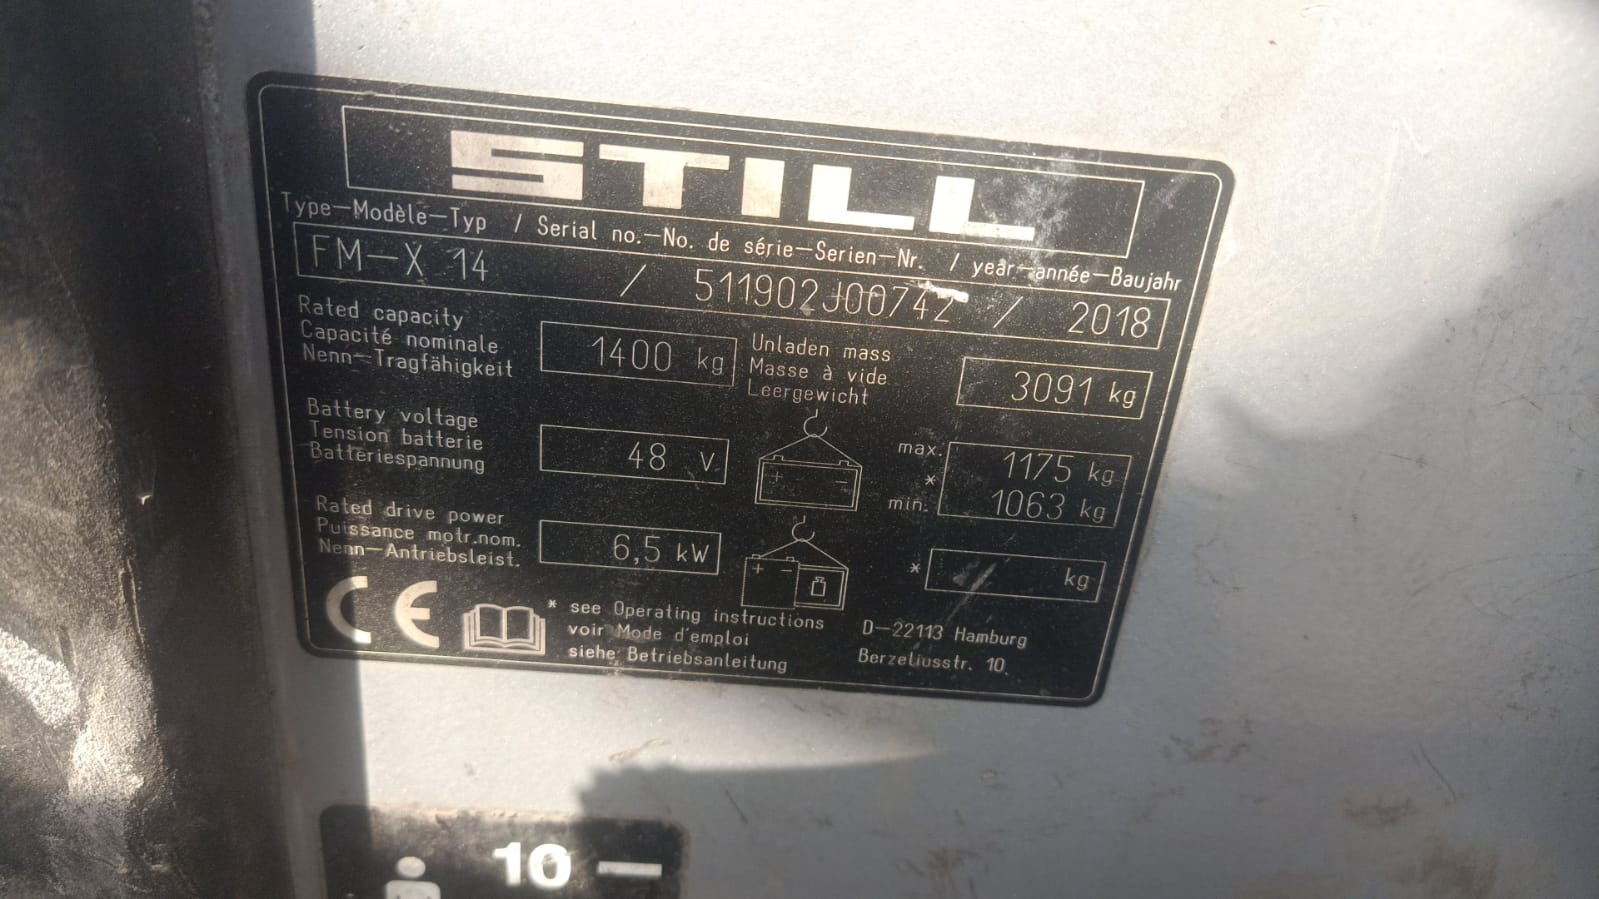 STILL
Type-Modèle-Typ / Serial no.-No. de série-Serien-Nr. / year-année-Baujahr
FM-X 14 / 511902J00742 / 2018
Rated capacity
Capacité nominale
Nenn-Tragfähigkeit
1400 kg
Unladen mass
Masse à vide
Leergewicht
3091 kg
Battery voltage
Tension batterie
Batteriespannung
48 V
max. 1175 kg
*
min. 1063 kg
Rated drive power
Puissance motr.nom.
Nenn-Antriebsleist.
6,5 kW
* kg
CE
* see Operating instructions
voir Mode d'emploi
siehe Betriebsanleitung
D-22113 Hamburg
Berzeliusstr. 10
10